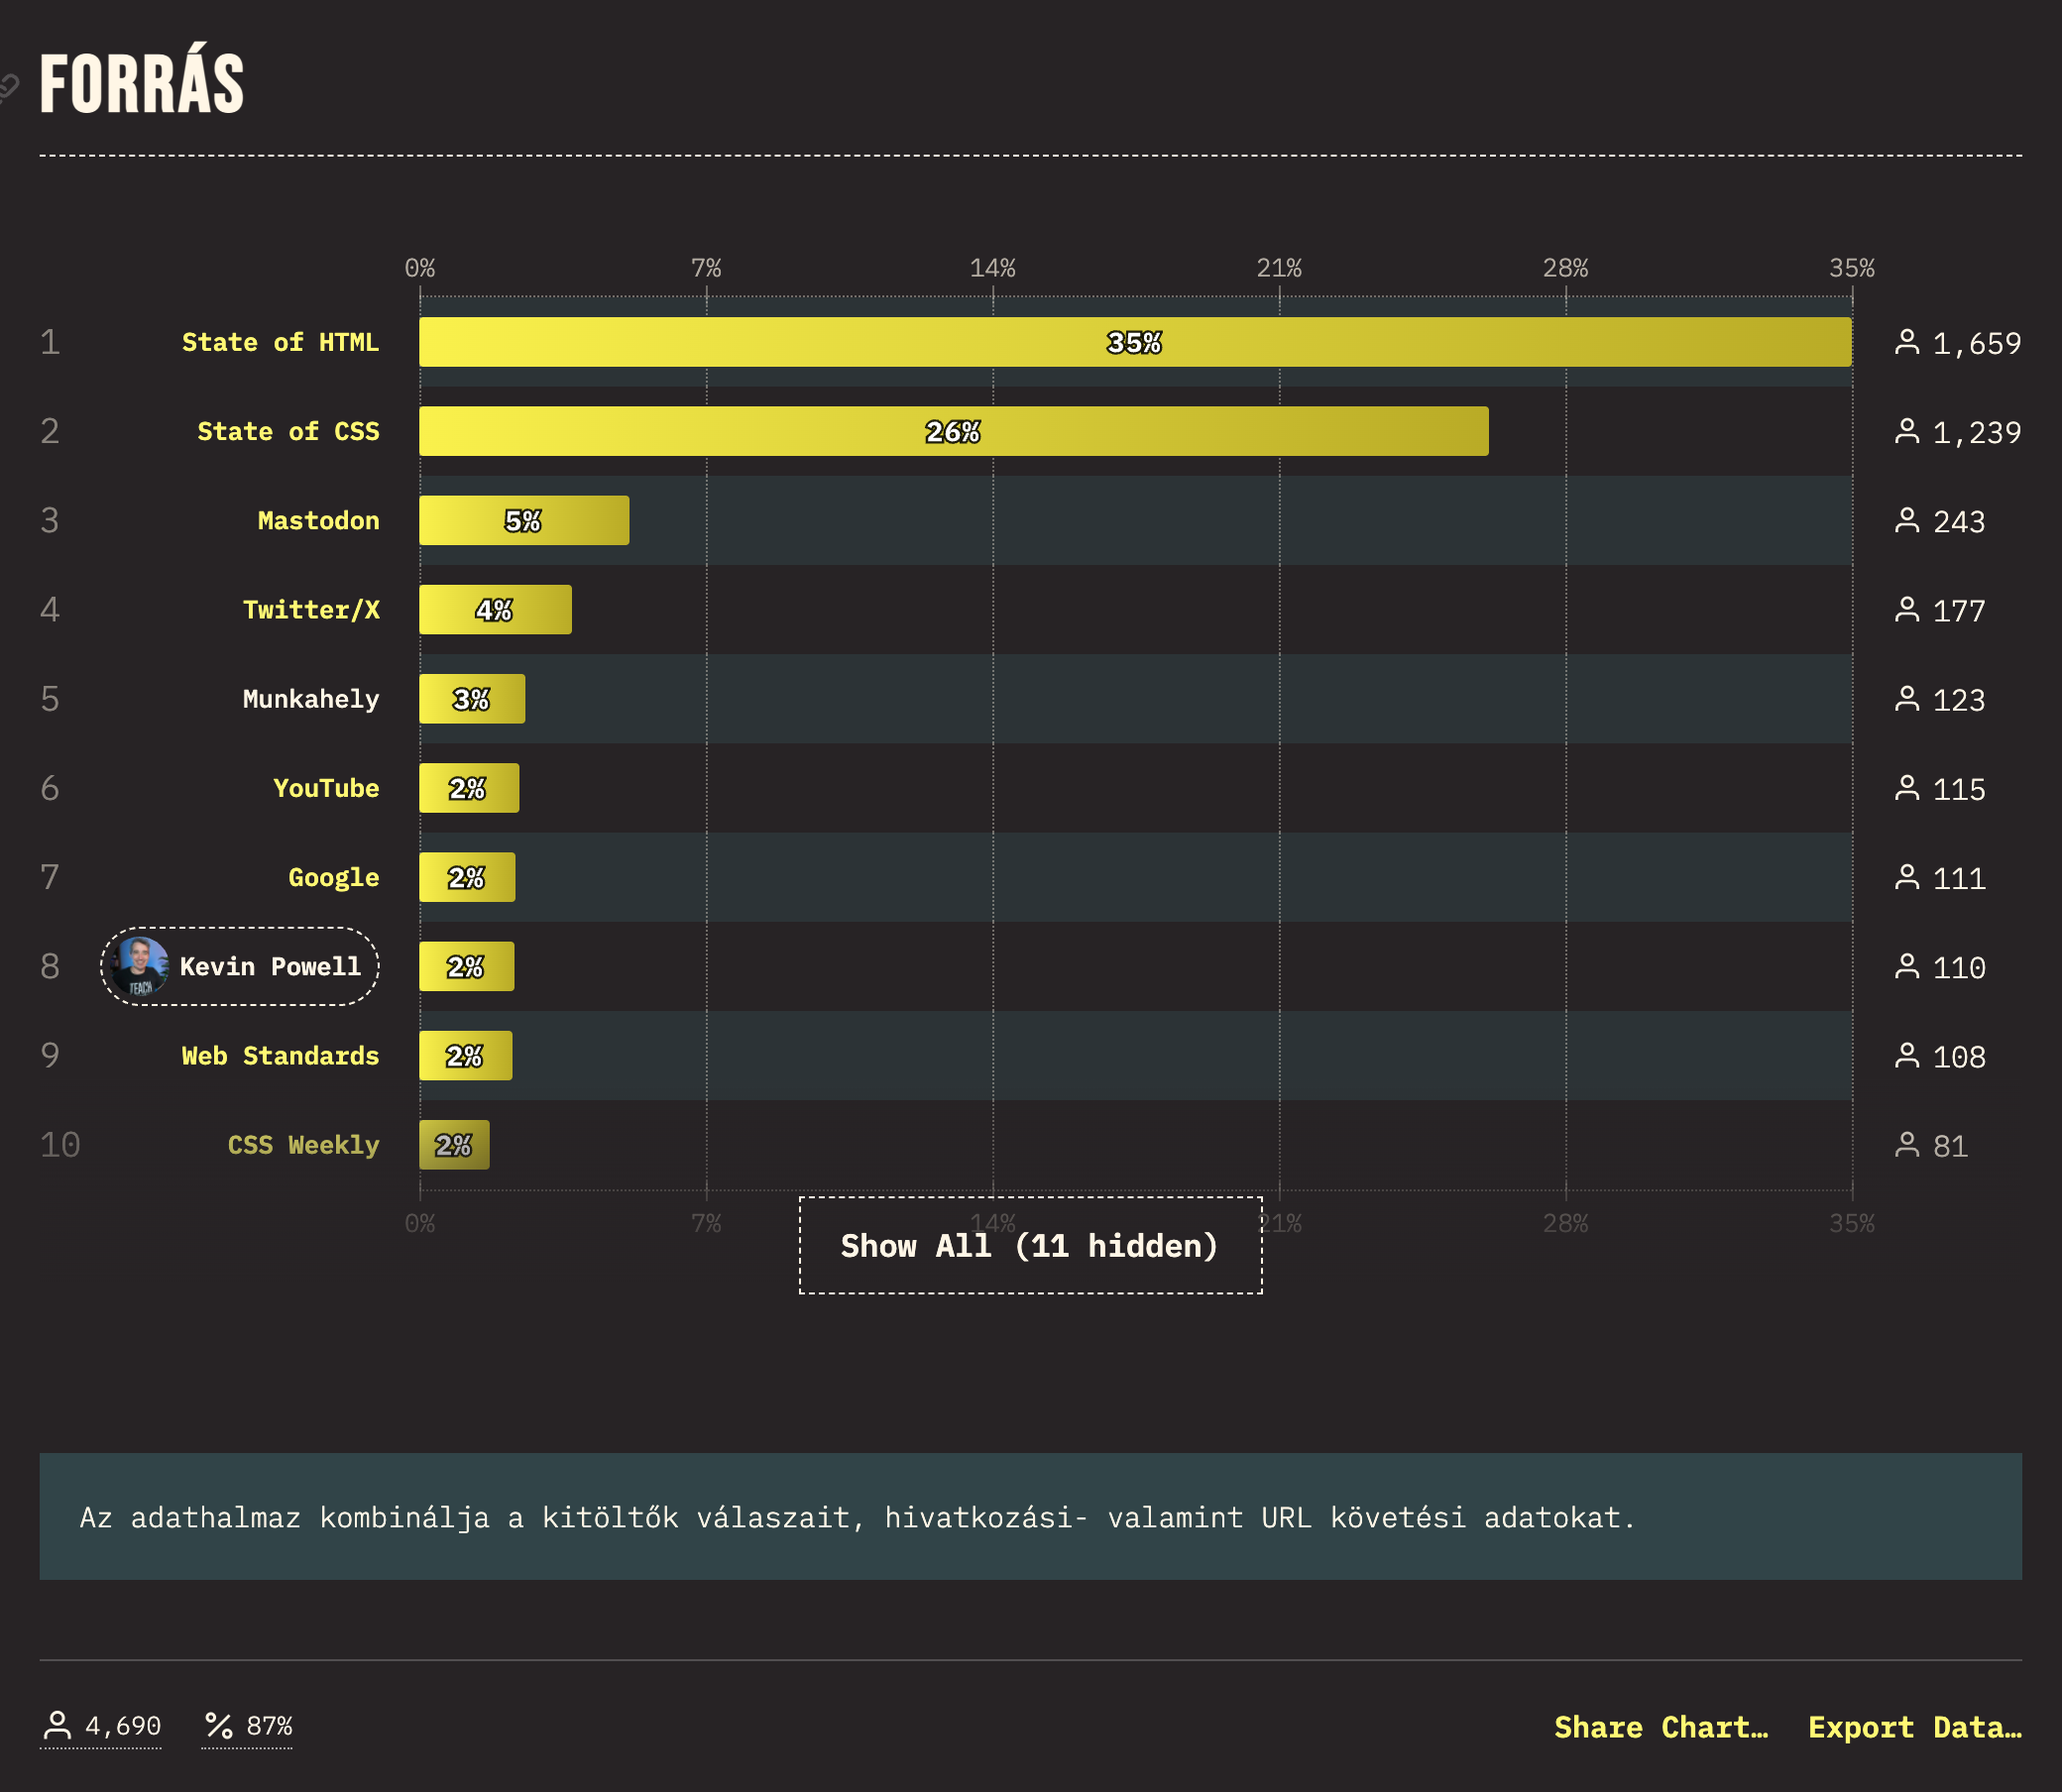 FORRÁS
0% 7% 14% 21% 28% 35%
1 State of HTML 35% 1,659
2 State of CSS 26% 1,239
3 Mastodon 5% 243
4 Twitter/X 4% 177
5 Munkahely 3% 123
6 YouTube 2% 115
7 Google 2% 111
8 TEACH Kevin Powell 2% 110
9 Web Standards 2% 108
10 CSS Weekly 2% 81
0% 7% 14% 21% 28% 35%
Show All (11 hidden)
Az adathalmaz kombinálja a kitöltők válaszait, hivatkozási- valamint URL követési adatokat.
4,690 87% Share Chart… Export Data…